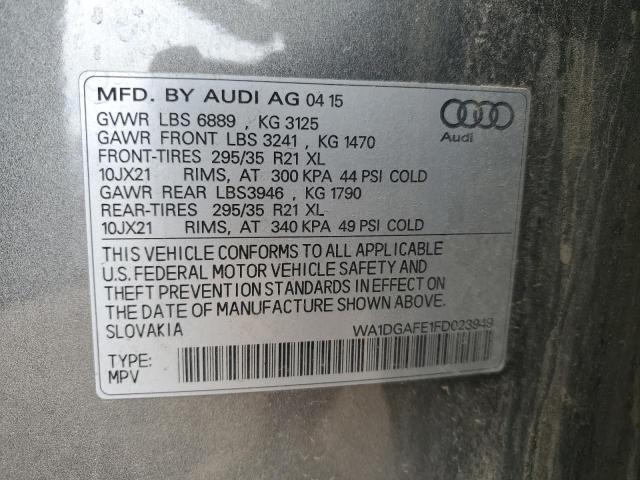 MFD. BY AUDI AG 04 15
GVWR LBS 6889 , KG 3125
GAWR FRONT LBS 3241 , KG 1470
FRONT-TIRES 295/35 R21 XL
10JX21 RIMS, AT 300 KPA 44 PSI COLD
GAWR REAR LBS3946 , KG 1790
REAR-TIRES 295/35 R21 XL
10JX21 RIMS, AT 340 KPA 49 PSI COLD
Audi
THIS VEHICLE CONFORMS TO ALL APPLICABLE
U.S. FEDERAL MOTOR VEHICLE SAFETY AND
THEFT PREVENTION STANDARDS IN EFFECT ON
THE DATE OF MANUFACTURE SHOWN ABOVE.
SLOVAKIA WA1DGAFE1FD023949
TYPE:
MPV